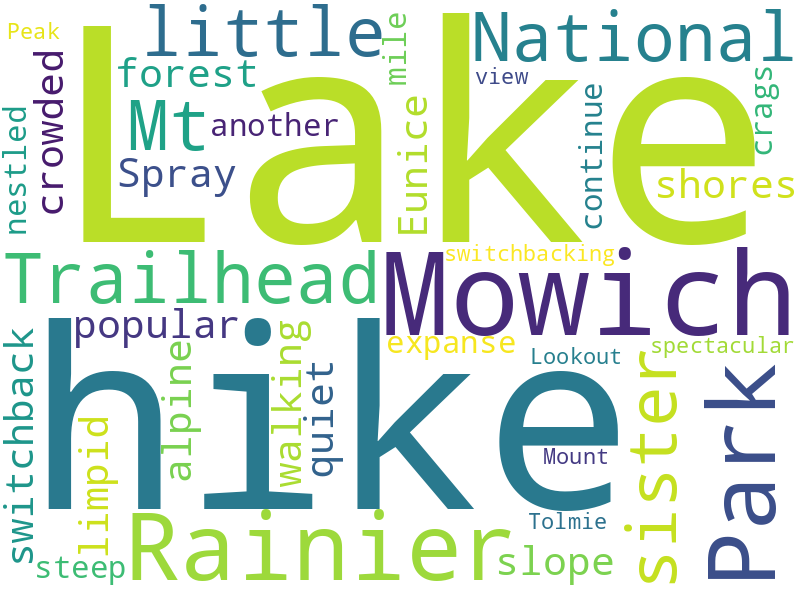 Peak
little
National
mile
Lake
crowded
forest
view
crags
Mt
another
Eunice
continue
nestled
Spray
shores
Trailhead
Mowich
switchbacking
popular
hike
walking
expanse
Lookout
spectacular
switchback
alpine
quiet
sister
Park
limpid
Mount
Rainier
Tolmie
steep
slope